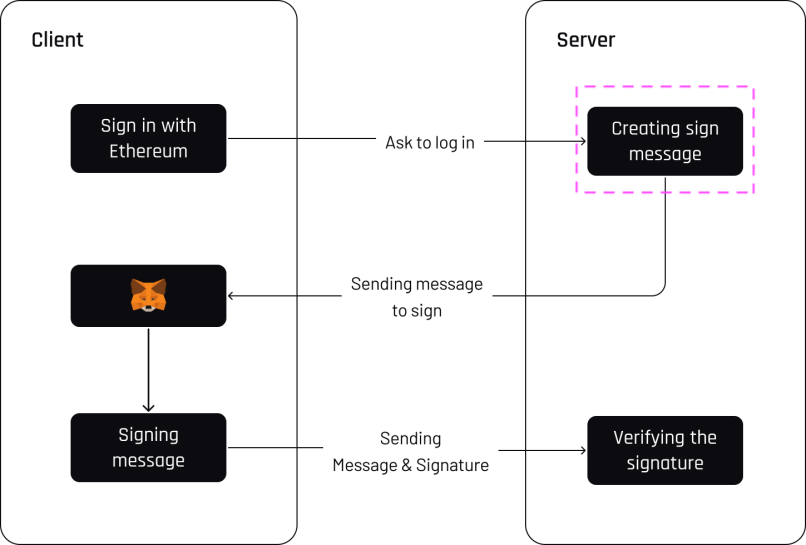 Client
Server
Sign in with
Ethereum
Ask to log in
Creating sign
message
Sending message
to sign
Signing
message
Sending
Message & Signature
Verifying the
signature